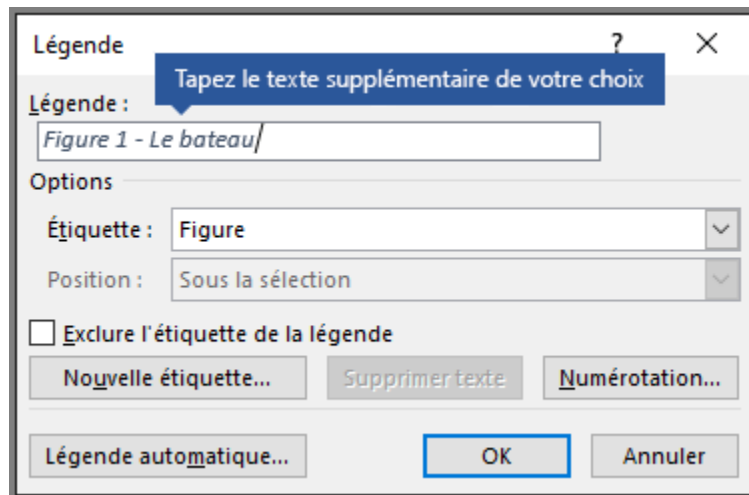 Légende ?
Tapez le texte supplémentaire de votre choix
Légende :
Figure 1 - Le bateau
Options
Étiquette : Figure
Position : Sous la sélection
Exclure l'étiquette de la légende
Nouvelle étiquette... Supprimer texte Numérotation...
Légende automatique... OK Annuler